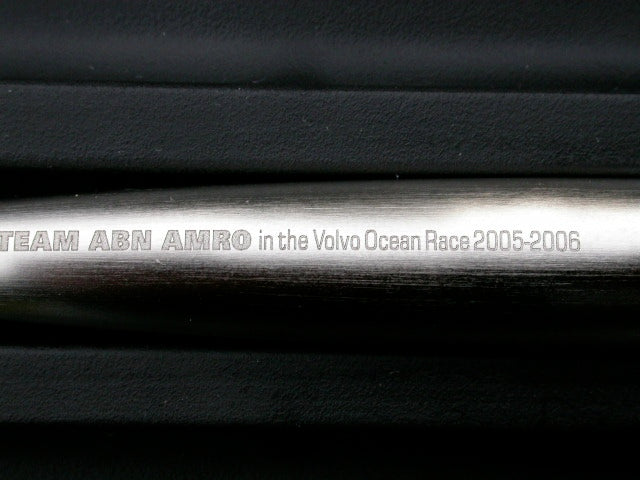 TEAM ABN AMRO in the Volvo Ocean Race 2005-2006